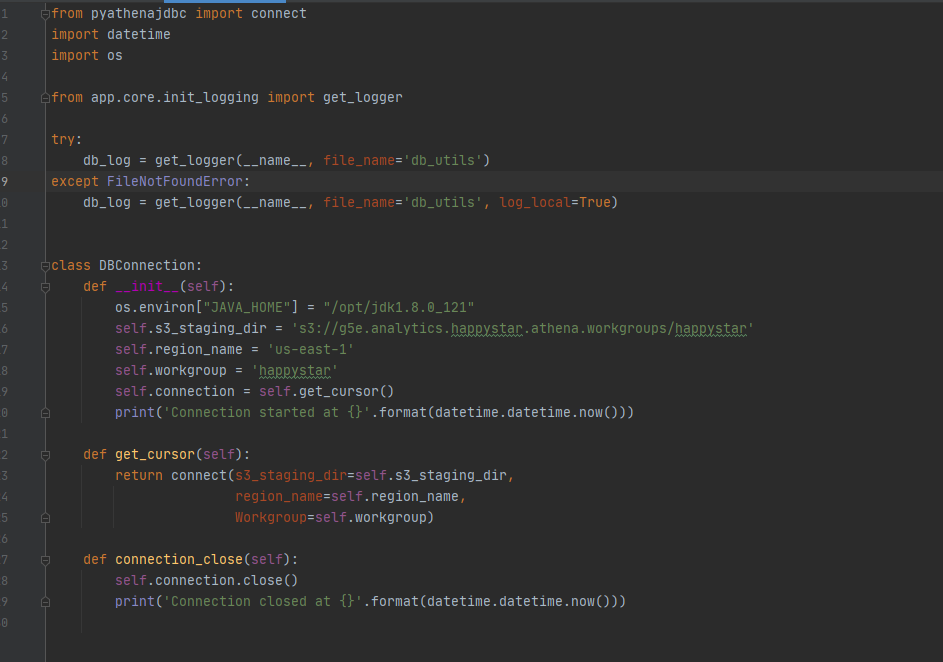 1 from pyathenajdbc import connect
2 import datetime
3 import os
4
5 from app.core.init_logging import get_logger
6
7 try:
8     db_log = get_logger(__name__, file_name='db_utils')
9 except FileNotFoundError:
0     db_log = get_logger(__name__, file_name='db_utils', log_local=True)
1
2
3 class DBConnection:
4     def __init__(self):
5         os.environ["JAVA_HOME"] = "/opt/jdk1.8.0_121"
6         self.s3_staging_dir = 's3://g5e.analytics.happystar.athena.workgroups/happystar'
7         self.region_name = 'us-east-1'
8         self.workgroup = 'happystar'
9         self.connection = self.get_cursor()
0         print('Connection started at {}'.format(datetime.datetime.now()))
1
2     def get_cursor(self):
3         return connect(s3_staging_dir=self.s3_staging_dir,
4                        region_name=self.region_name,
5                        Workgroup=self.workgroup)
6
7     def connection_close(self):
8         self.connection.close()
9         print('Connection closed at {}'.format(datetime.datetime.now()))
0